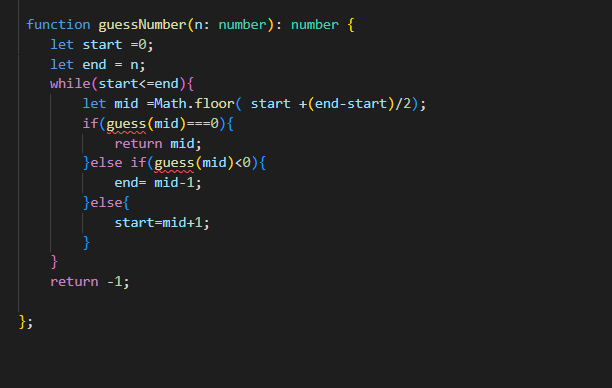 function guessNumber(n: number): number {
let start =0;
let end = n;
while(start<=end){
let mid =Math.floor( start +(end-start)/2);
if(guess(mid)===0){
return mid;
}else if(guess(mid)<0){
end= mid-1;
}else{
start=mid+1;
}
}
return -1;
};